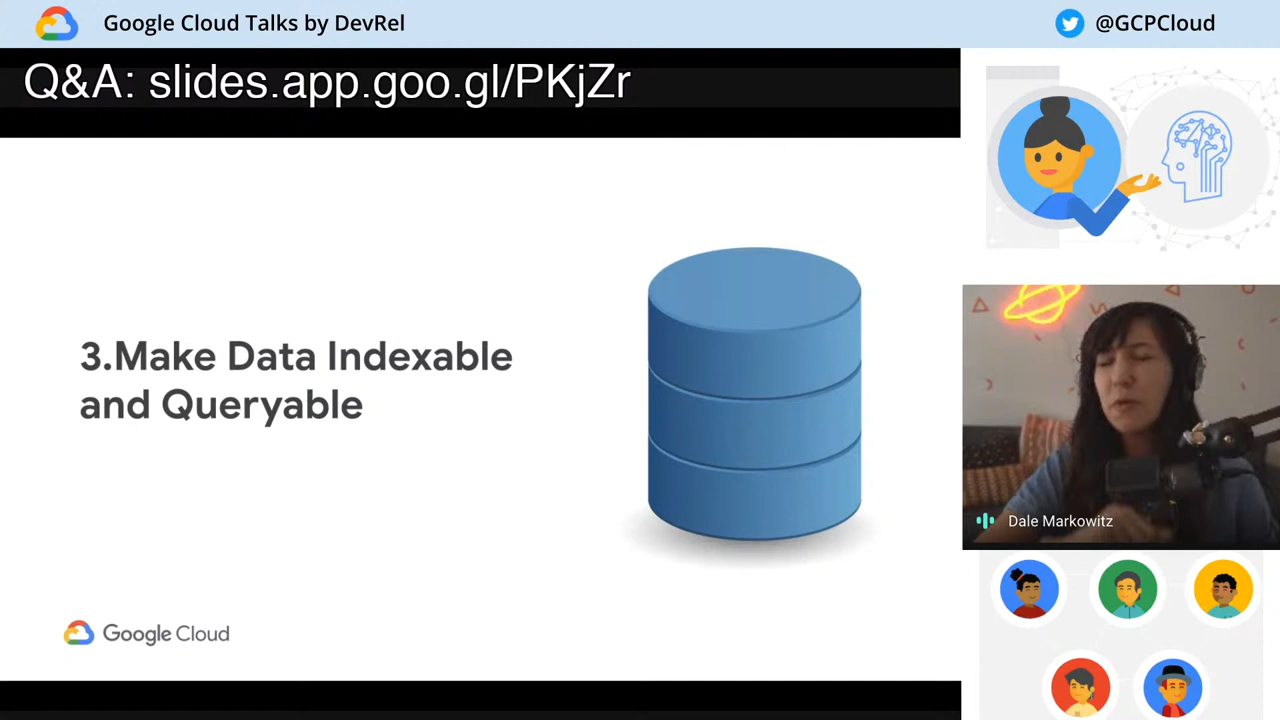 Google Cloud Talks by DevRel
@GCPCloud
Q&A: slides.app.goo.gl/PKjZr
3.Make Data Indexable
and Queryable
Dale Markowitz
Google Cloud